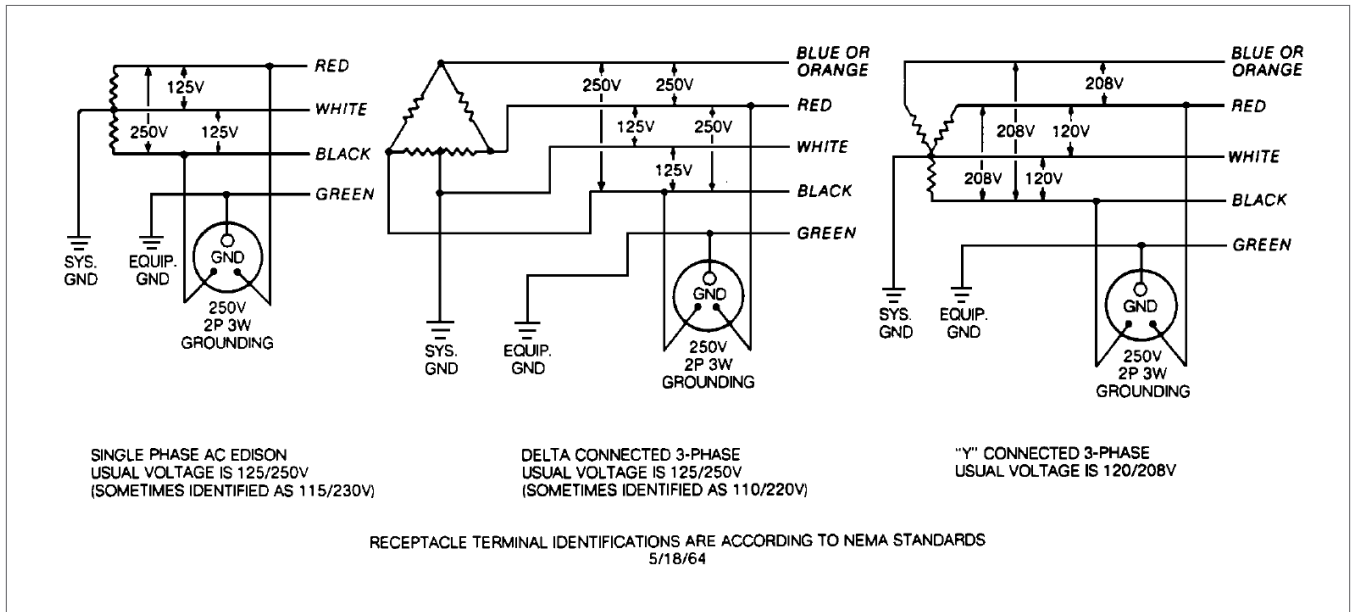 RED
125V
WHITE
250V
125V
BLACK
GREEN
SYS.
GND
EQUIP.
GND
GND
250V
2P 3W
GROUNDING
SINGLE PHASE AC EDISON
USUAL VOLTAGE IS 125/250V
(SOMETIMES IDENTIFIED AS 115/230V)
BLUE OR
ORANGE
250V
250V
RED
125V
250V
WHITE
125V
BLACK
GREEN
SYS.
GND
EQUIP.
GND
GND
250V
2P 3W
GROUNDING
DELTA CONNECTED 3-PHASE
USUAL VOLTAGE IS 125/250V
(SOMETIMES IDENTIFIED AS 110/220V)
BLUE OR
ORANGE
208V
RED
208V
120V
WHITE
208V
120V
BLACK
GREEN
SYS.
GND
EQUIP.
GND
GND
250V
2P 3W
GROUNDING
"Y" CONNECTED 3-PHASE
USUAL VOLTAGE IS 120/208V
RECEPTACLE TERMINAL IDENTIFICATIONS ARE ACCORDING TO NEMA STANDARDS
5/18/64